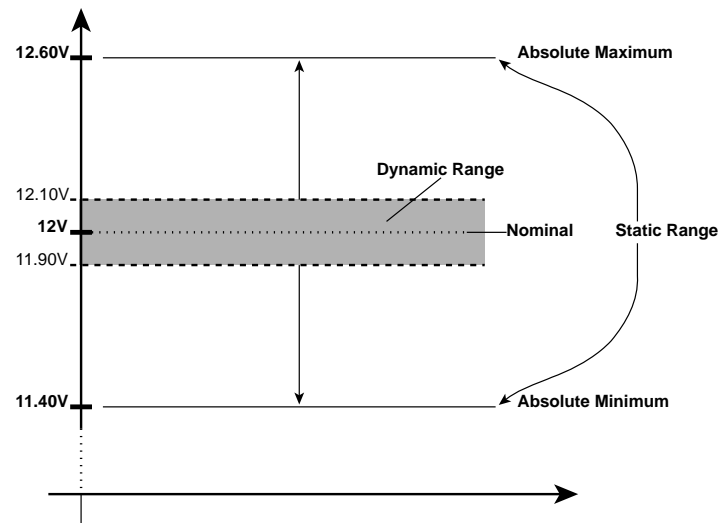 12.60V
Absolute Maximum
Dynamic Range
12.10V
12V
Nominal
Static Range
11.90V
11.40V
Absolute Minimum